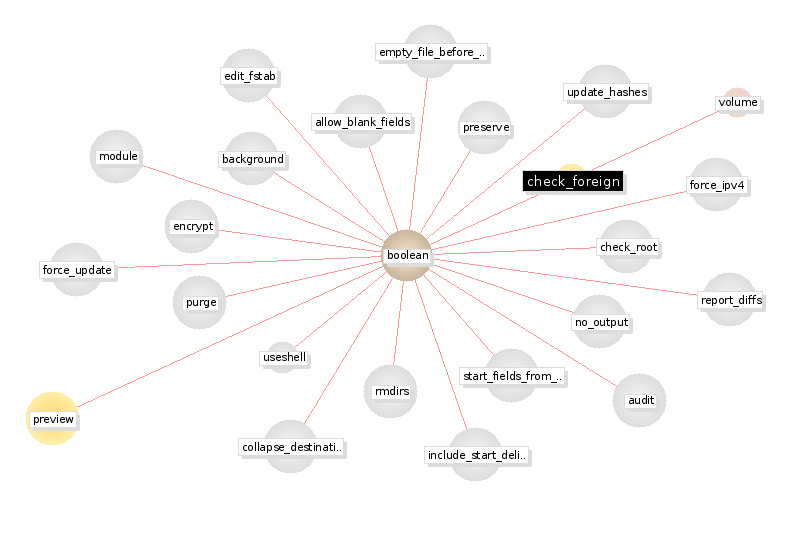 empty_file_before_..
edit_fstab
update_hashes
volume
allow_blank_fields
preserve
module
background
check_foreign
force_ipv4
encrypt
check_root
boolean
force_update
purge
report_diffs
no_output
useshell
start_fields_from_..
rmdirs
audit
preview
collapse_destinati..
include_start_deli..